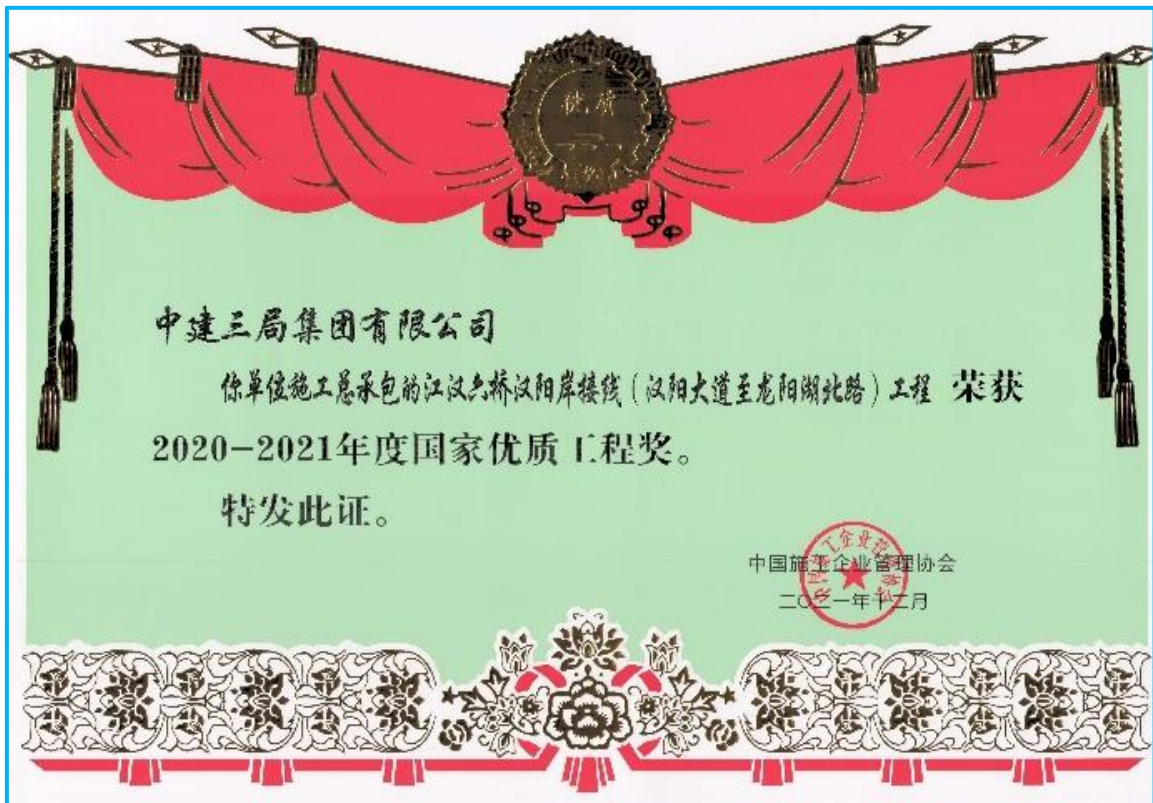 优质
中建三局集团有限公司
你单位施工总承包的江汉六桥汉阳岸接线（汉阳大道至龙阳湖北路）工程 荣获
2020-2021年度国家优质工程奖。
特发此证。
中国施工企业管理协会
二〇二一年十二月